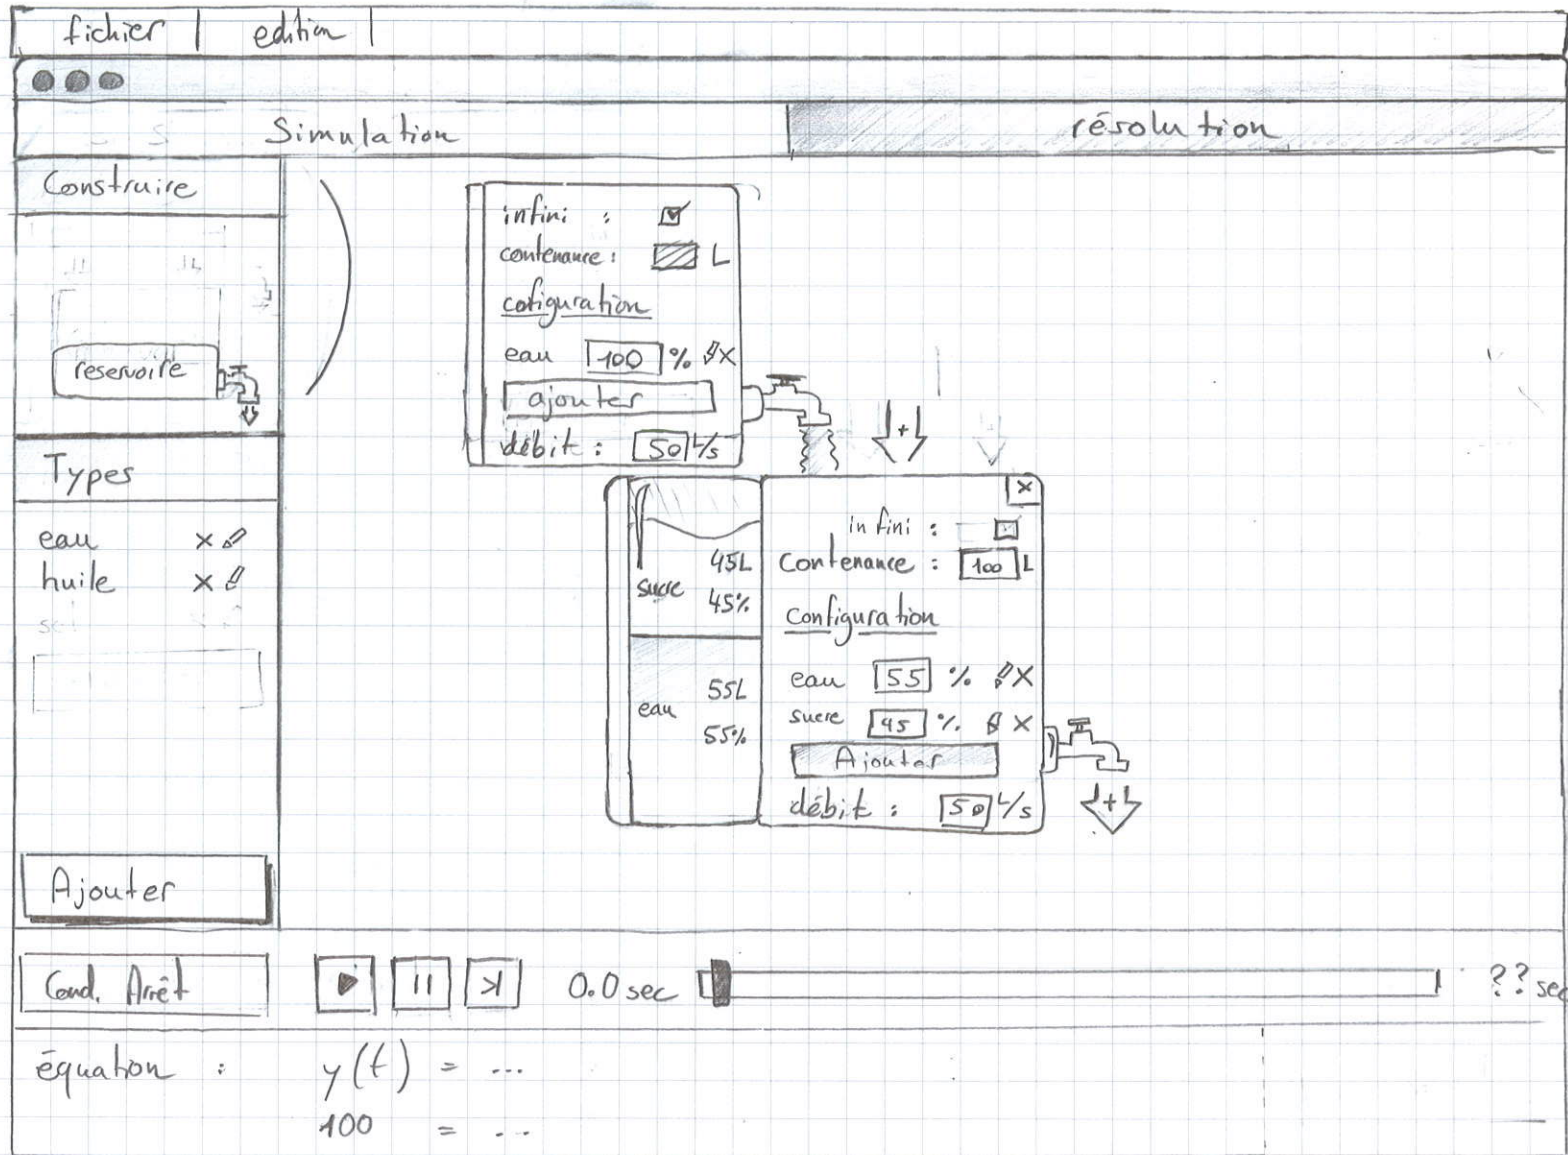 fichier | edition |
Simulation
résolution
Construire
reservoire
Types
eau
huile
Ajouter
infini :
contenance : L
cofiguration
eau 100 %
ajouter
débit : 50 L/s
+
45L
sucre
45%
55L
eau
55%
infini :
Contenance : 100 L
Configuration
eau 55 %
sucre 45 %
Ajouter
débit : 50 L/s
+
Cond. Arrêt
0.0 sec
?? sec
équation : y(t) = ...
100 = ...